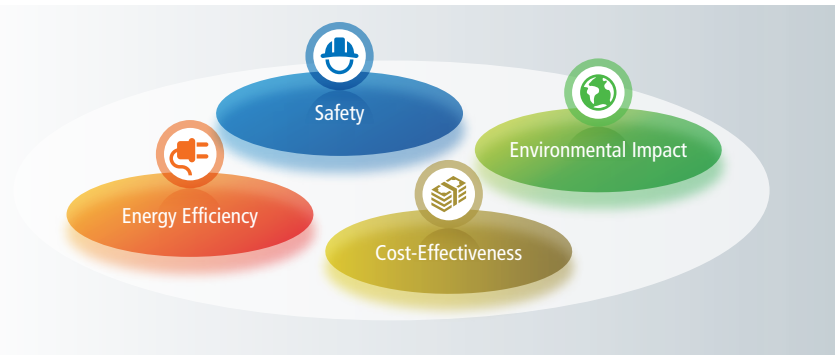 Safety
Environmental Impact
Energy Efficiency
Cost-Effectiveness